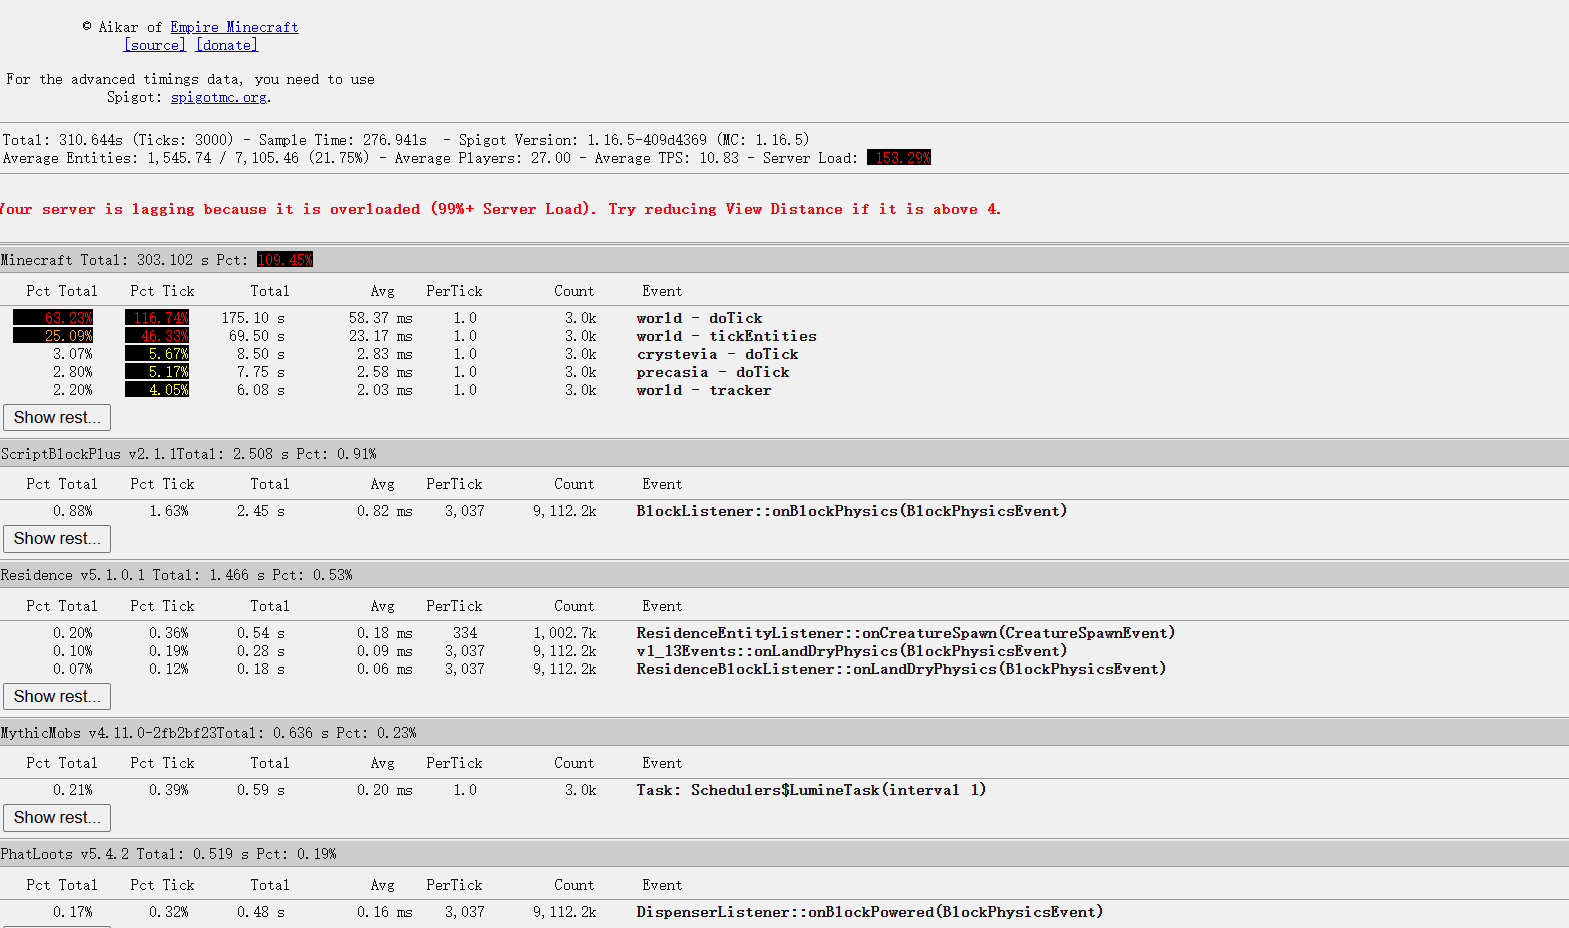 © Aikar of Empire Minecraft
[source] [donate]
For the advanced timings data, you need to use
Spigot: spigotmc.org.
Total: 310.644s (Ticks: 3000) - Sample Time: 276.941s - Spigot Version: 1.16.5-409d4369 (MC: 1.16.5)
Average Entities: 1,545.74 / 7,105.46 (21.75%) - Average Players: 27.00 - Average TPS: 10.83 - Server Load: 153.29%
Your server is lagging because it is overloaded (99%+ Server Load). Try reducing View Distance if it is above 4.
Minecraft Total: 303.102 s Pct: 109.45%
Pct Total Pct Tick Total Avg PerTick Count Event
63.23% 116.74% 175.10 s 58.37 ms 1.0 3.0k world - doTick
25.09% 46.33% 69.50 s 23.17 ms 1.0 3.0k world - tickEntities
3.07% 5.67% 8.50 s 2.83 ms 1.0 3.0k crystevia - doTick
2.80% 5.17% 7.75 s 2.58 ms 1.0 3.0k precasia - doTick
2.20% 4.05% 6.08 s 2.03 ms 1.0 3.0k world - tracker
Show rest...
ScriptBlockPlus v2.1.1Total: 2.508 s Pct: 0.91%
Pct Total Pct Tick Total Avg PerTick Count Event
0.88% 1.63% 2.45 s 0.82 ms 3,037 9,112.2k BlockListener::onBlockPhysics(BlockPhysicsEvent)
Show rest...
Residence v5.1.0.1 Total: 1.466 s Pct: 0.53%
Pct Total Pct Tick Total Avg PerTick Count Event
0.20% 0.36% 0.54 s 0.18 ms 334 1,002.7k ResidenceEntityListener::onCreatureSpawn(CreatureSpawnEvent)
0.10% 0.19% 0.28 s 0.09 ms 3,037 9,112.2k v1_13Events::onLandDryPhysics(BlockPhysicsEvent)
0.07% 0.12% 0.18 s 0.06 ms 3,037 9,112.2k ResidenceBlockListener::onLandDryPhysics(BlockPhysicsEvent)
Show rest...
MythicMobs v4.11.0-2fb2bf23Total: 0.636 s Pct: 0.23%
Pct Total Pct Tick Total Avg PerTick Count Event
0.21% 0.39% 0.59 s 0.20 ms 1.0 3.0k Task: Schedulers$LumineTask(interval 1)
Show rest...
PhatLoots v5.4.2 Total: 0.519 s Pct: 0.19%
Pct Total Pct Tick Total Avg PerTick Count Event
0.17% 0.32% 0.48 s 0.16 ms 3,037 9,112.2k DispenserListener::onBlockPowered(BlockPhysicsEvent)